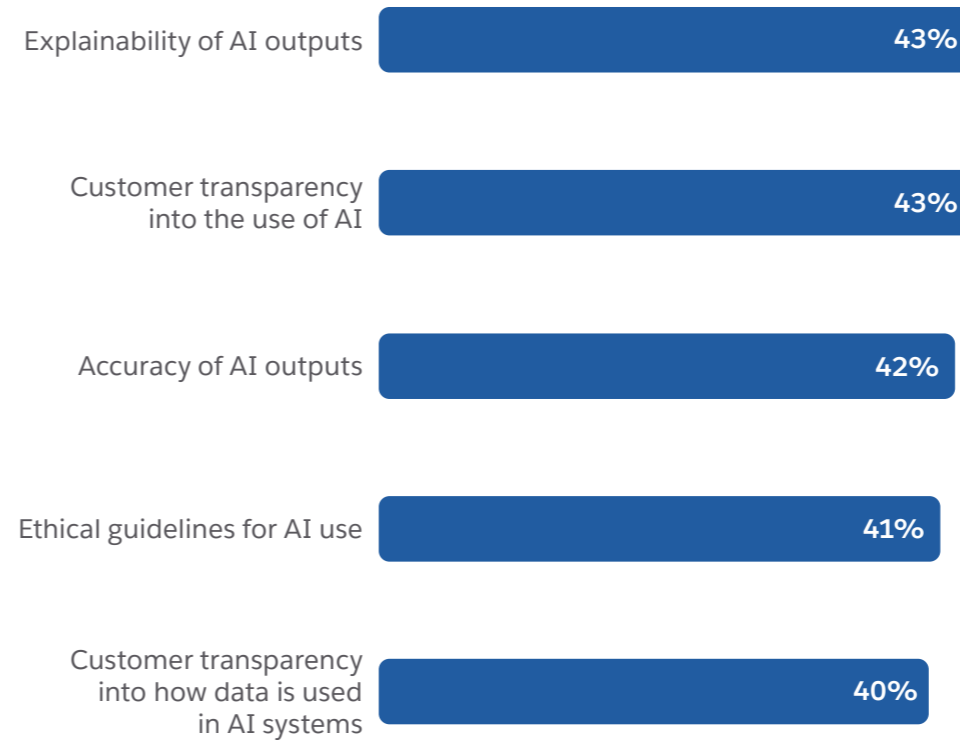 Explainability of AI outputs
43%
Customer transparency
into the use of AI
43%
Accuracy of AI outputs
42%
Ethical guidelines for AI use
41%
Customer transparency
into how data is used
in AI systems
40%